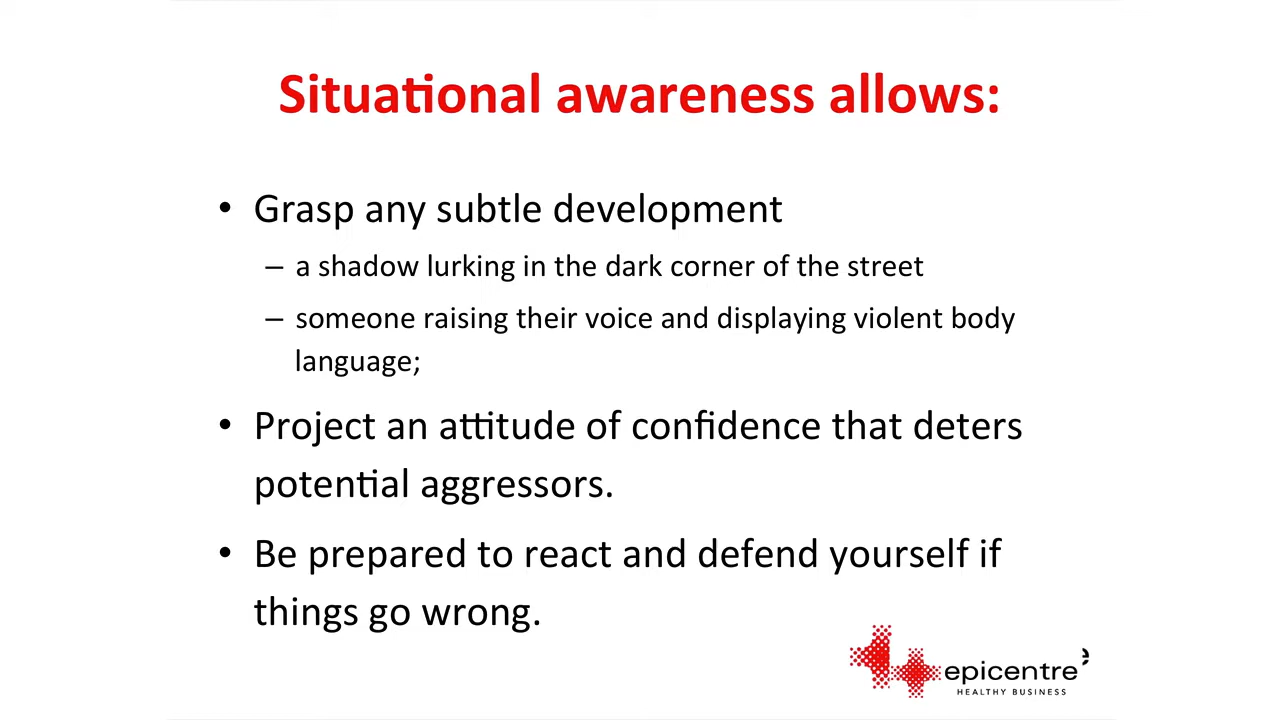 Situational awareness allows:
• Grasp any subtle development
– a shadow lurking in the dark corner of the street
– someone raising their voice and displaying violent body
language;
• Project an attitude of confidence that deters
potential aggressors.
• Be prepared to react and defend yourself if
things go wrong.
epicentre
HEALTHY BUSINESS